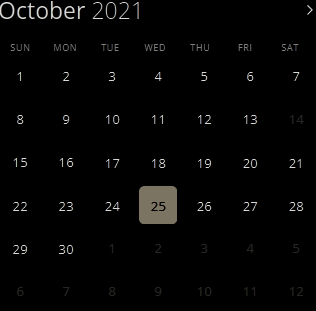 October 2021
SUN MON TUE WED THU FRI SAT
1 2 3 4 5 6 7
8 9 10 11 12 13 14
15 16 17 18 19 20 21
22 23 24 25 26 27 28
29 30 1 2 3 4 5
6 7 8 9 10 11 12